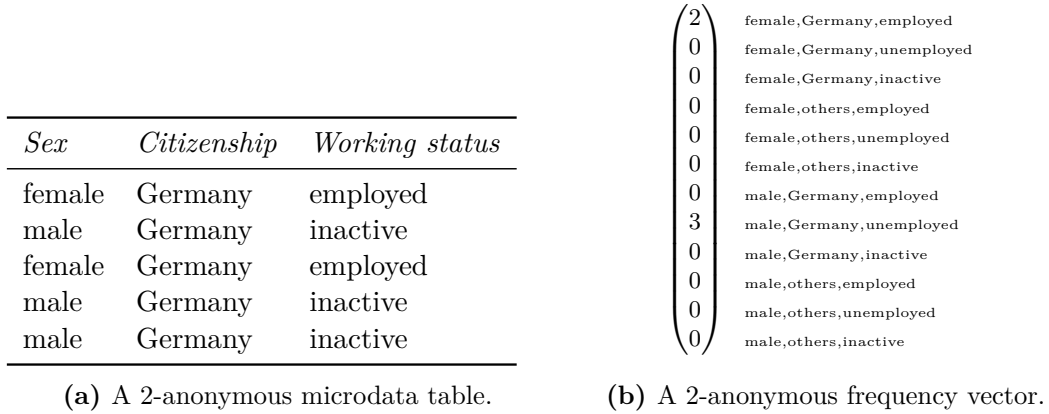 Sex Citizenship Working status
female Germany employed
male Germany inactive
female Germany employed
male Germany inactive
male Germany inactive
(a) A 2-anonymous microdata table.
2 female,Germany,employed
0 female,Germany,unemployed
0 female,Germany,inactive
0 female,others,employed
0 female,others,unemployed
0 female,others,inactive
0 male,Germany,employed
3 male,Germany,unemployed
0 male,Germany,inactive
0 male,others,employed
0 male,others,unemployed
0 male,others,inactive
(b) A 2-anonymous frequency vector.